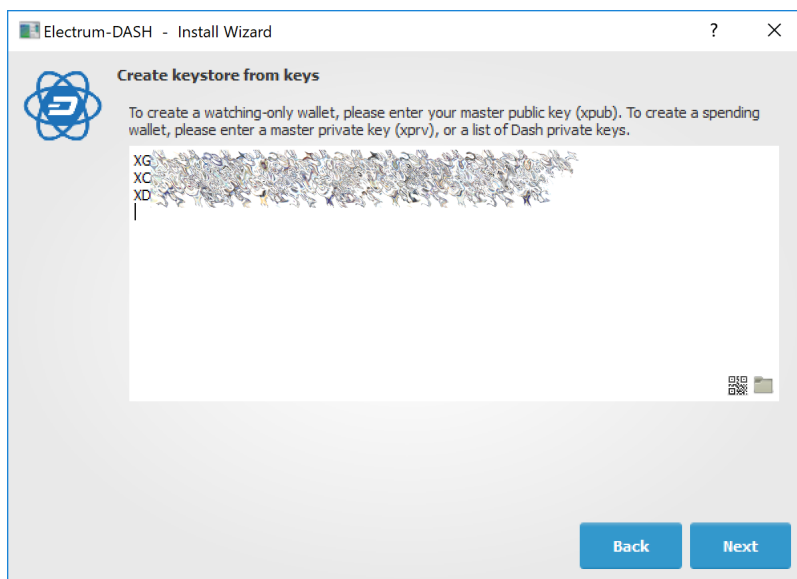 Electrum-DASH - Install Wizard
?
Create keystore from keys
To create a watching-only wallet, please enter your master public key (xpub). To create a spending
wallet, please enter a master private key (xprv), or a list of Dash private keys.
XG
XC
XD
Back
Next